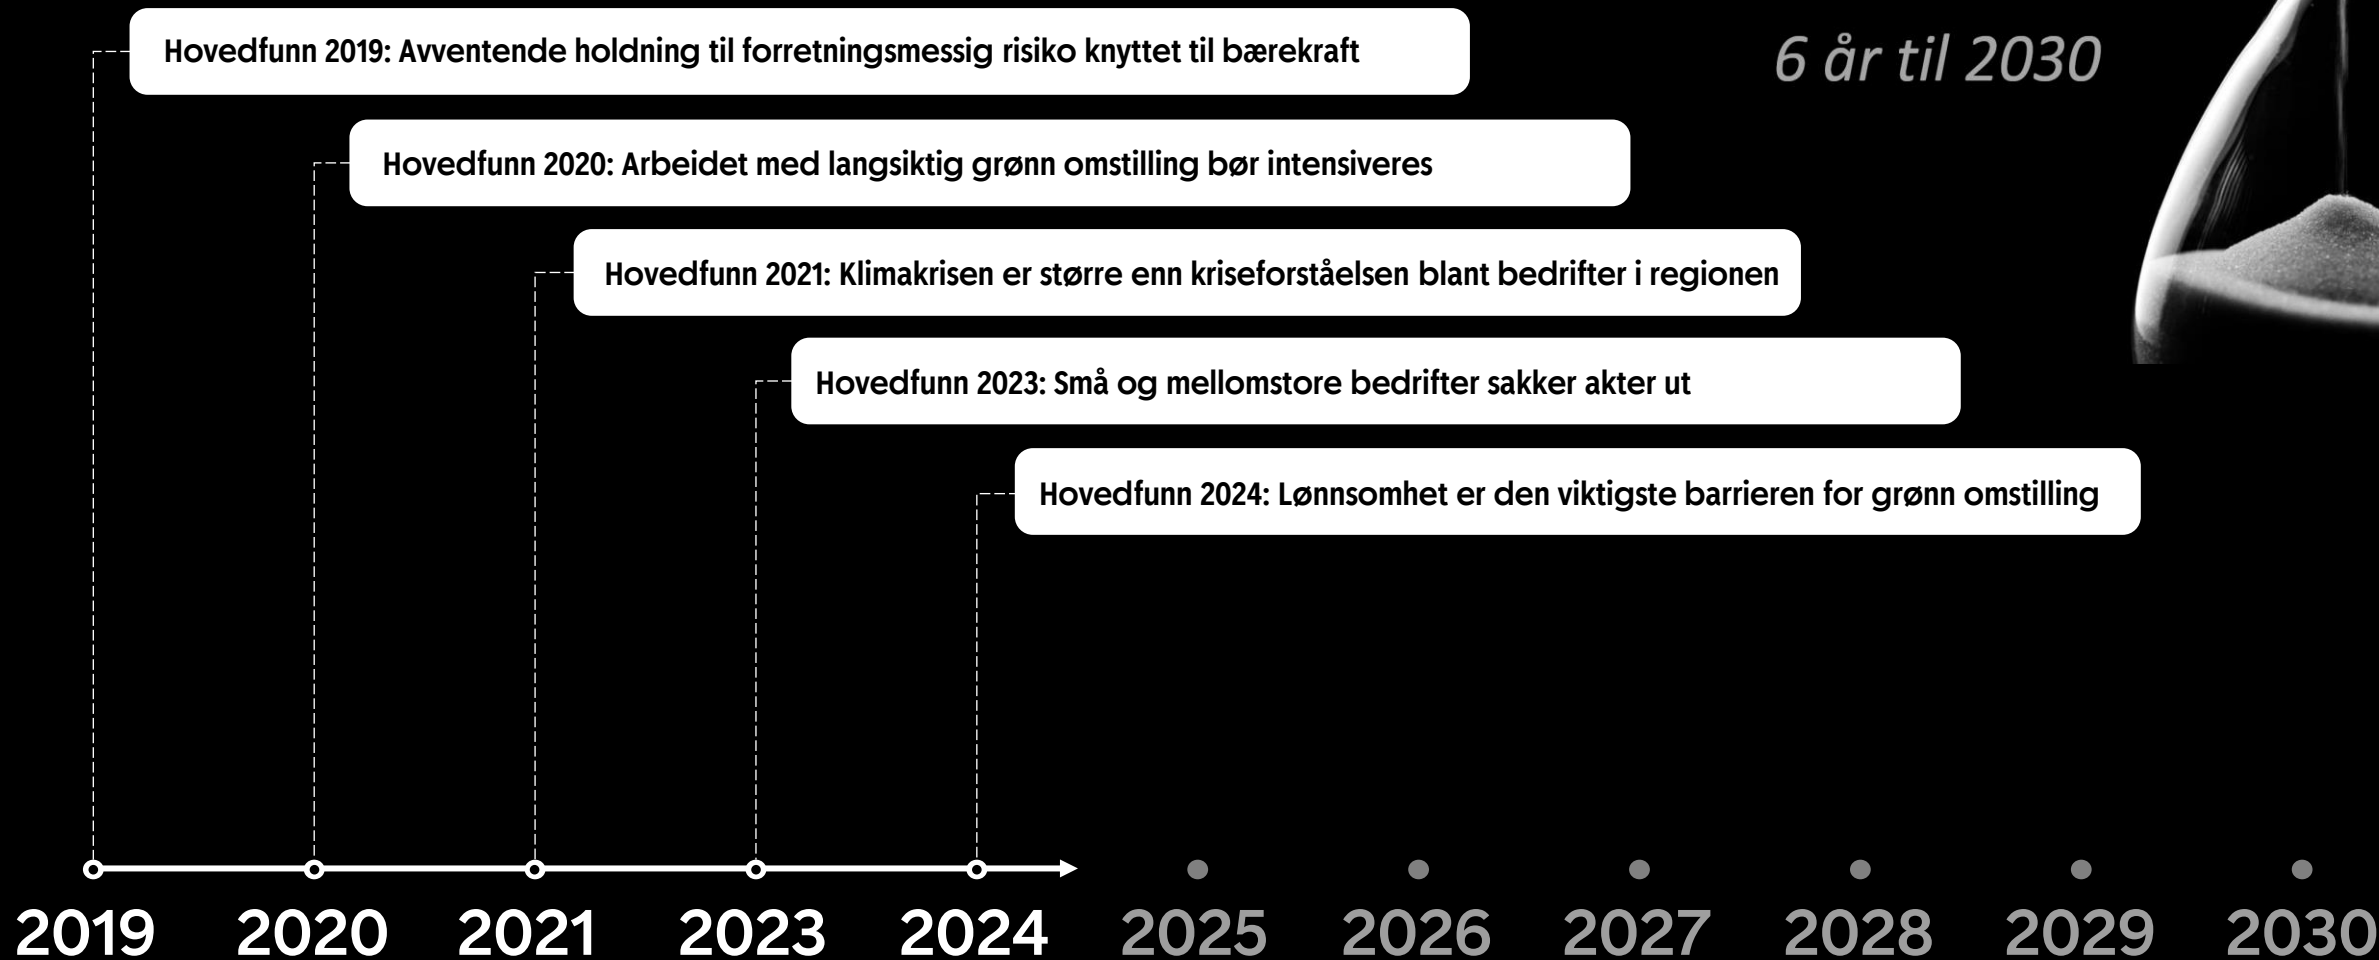 Hovedfunn 2019: Avventende holdning til forretningsmessig risiko knyttet til bærekraft
6 år til 2030
Hovedfunn 2020: Arbeidet med langsiktig grønn omstilling bør intensiveres
Hovedfunn 2021: Klimakrisen er større enn kriseforståelsen blant bedrifter i regionen
Hovedfunn 2023: Små og mellomstore bedrifter sakker akter ut
Hovedfunn 2024: Lønnsomhet er den viktigste barrieren for grønn omstilling
2019 2020 2021 2023 2024 2025 2026 2027 2028 2029 2030